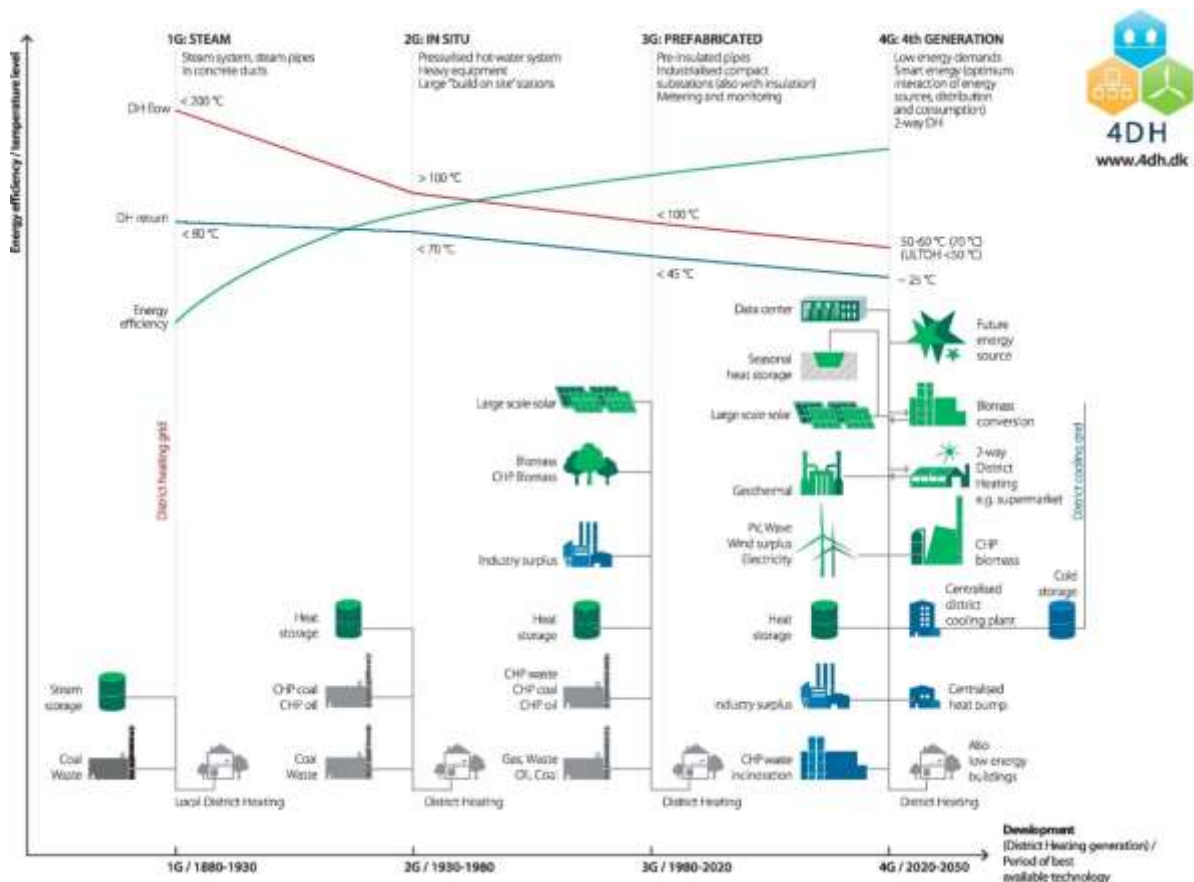 1G: STEAM
Steam system, steam pipes
in concrete ducts
2G: IN SITU
Pressurised hot-water system
Heavy equipment
Large "build on site" stations
3G: PREFABRICATED
Pre-insulated pipes
Industrialised compact
substations (also with insulation)
Metering and monitoring
4G: 4th GENERATION
Low energy demands
Smart energy (optimum
interaction of energy
sources, distribution
and consumption)
2-way DH
4DH
www.4dh.dk
Energy efficiency / temperature level
DH flow
< 200 °C
> 100 °C
< 100 °C
50-60 °C (70 °C)
(ULTDH <50 °C)
DH return
< 80 °C
< 70 °C
< 45 °C
~ 25 °C
Energy
efficiency
District heating grid
Steam
storage
Coal
Waste
Local District Heating
Heat
storage
CHP coal
CHP oil
Coal
Waste
District Heating
Large scale solar
Biomass
CHP Biomass
Industry surplus
Heat
storage
CHP waste
CHP coal
CHP oil
Gas, Waste
Oil, Coal
District Heating
Data center
Seasonal
heat storage
Large scale solar
Geothermal
PV, Wave
Wind surplus
Electricity
Heat
storage
Industry surplus
CHP waste
incineration
Future
energy
source
Biomass
conversion
2-way
District
Heating
e.g. supermarket
CHP
biomass
Centralised
district
cooling plant
Cold
storage
District cooling grid
Centralised
heat pump
Also
low energy
buildings
District Heating
1G / 1880-1930
2G / 1930-1980
3G / 1980-2020
4G / 2020-2050
Development
(District Heating generation) /
Period of best
available technology